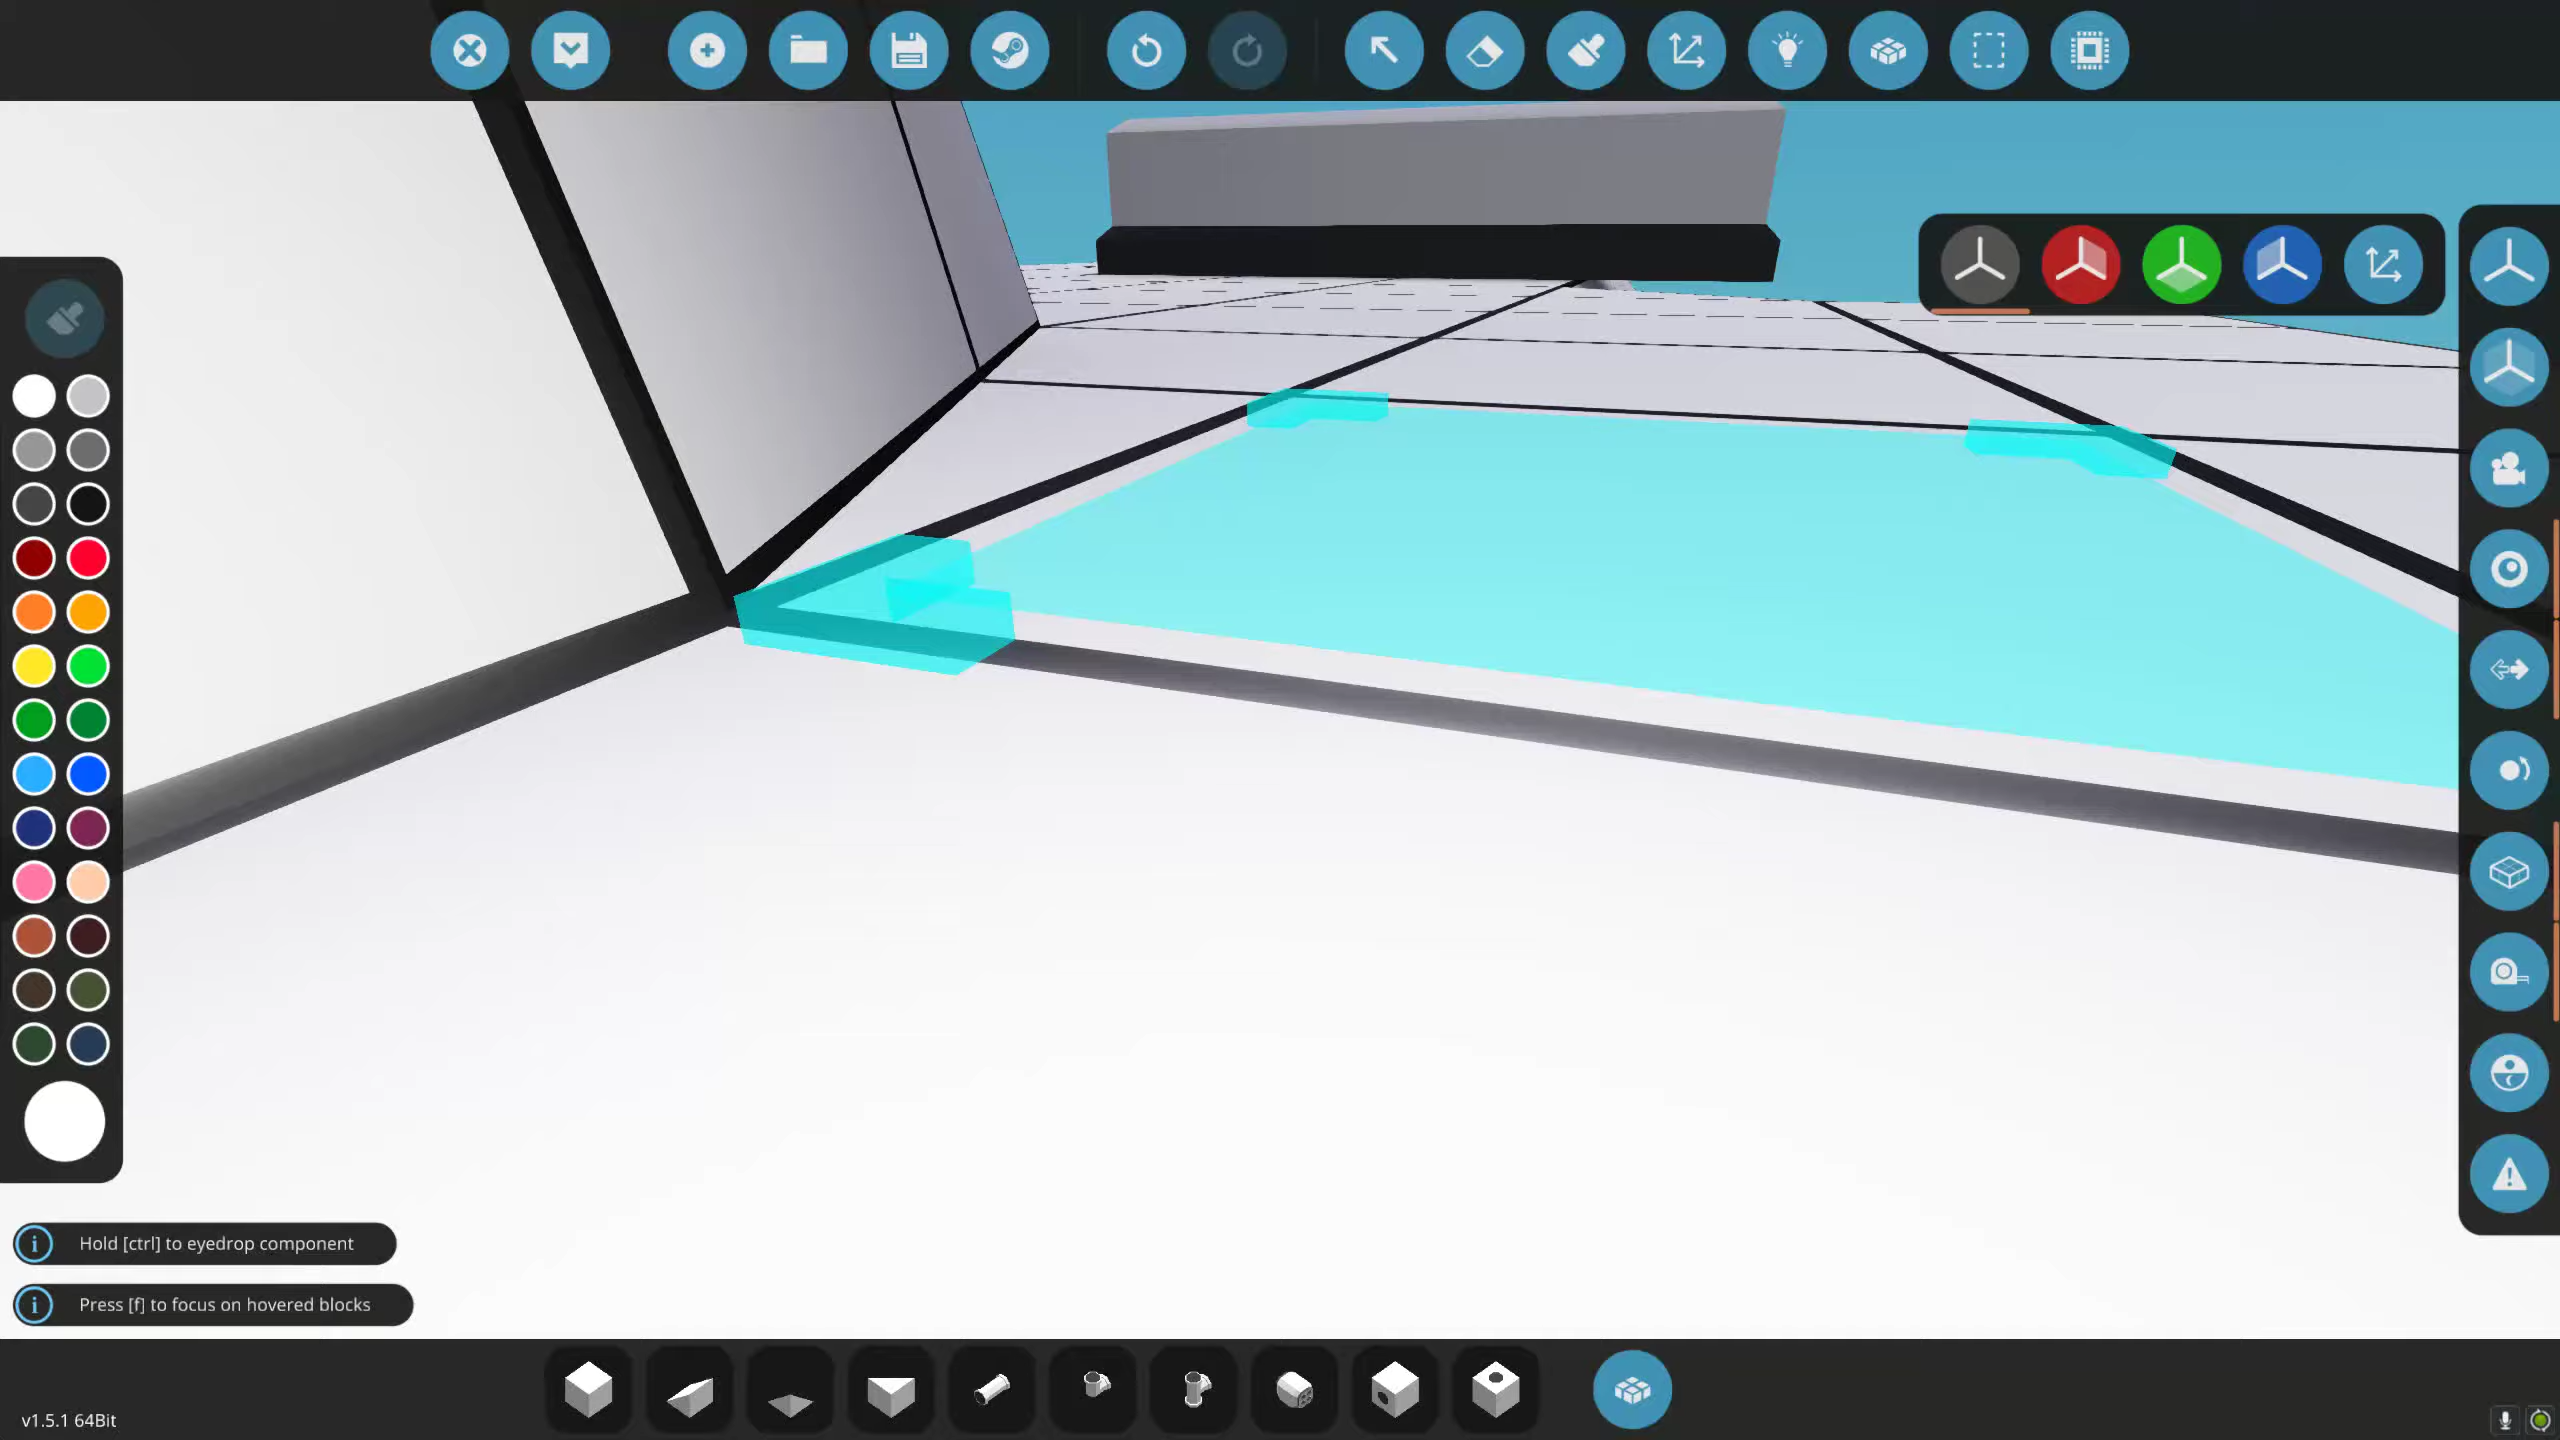 Hold [ctrl] to eyedrop component
Press [f] to focus on hovered blocks
v1.5.1 64Bit